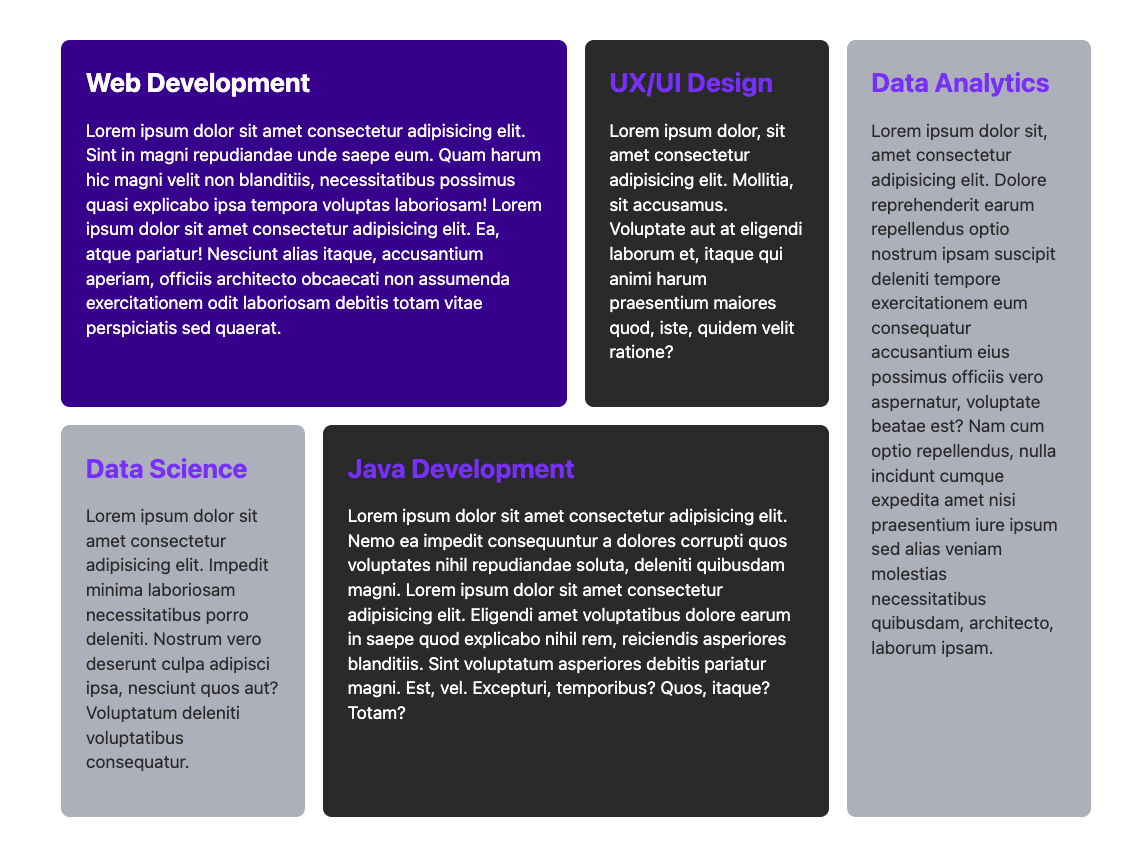 Web Development
Lorem ipsum dolor sit amet consectetur adipisicing elit.
Sint in magni repudiandae unde saepe eum. Quam harum
hic magni velit non blanditiis, necessitatibus possimus
quasi explicabo ipsa tempora voluptas laboriosam! Lorem
ipsum dolor sit amet consectetur adipisicing elit. Ea,
atque pariatur! Nesciunt alias itaque, accusantium
aperiam, officiis architecto obcaecati non assumenda
exercitationem odit laboriosam debitis totam vitae
perspiciatis sed quaerat.
UX/UI Design
Lorem ipsum dolor, sit
amet consectetur
adipisicing elit. Mollitia,
sit accusamus.
Voluptate aut at eligendi
laborum et, itaque qui
animi harum
praesentium maiores
quod, iste, quidem velit
ratione?
Data Analytics
Lorem ipsum dolor sit,
amet consectetur
adipisicing elit. Dolore
reprehenderit earum
repellendus optio
nostrum ipsam suscipit
deleniti tempore
exercitationem eum
consequatur
accusantium eius
possimus officiis vero
aspernatur, voluptate
beatae est? Nam cum
optio repellendus, nulla
incidunt cumque
expedita amet nisi
praesentium iure ipsum
sed alias veniam
molestias
necessitatibus
quibusdam, architecto,
laborum ipsam.
Data Science
Lorem ipsum dolor sit
amet consectetur
adipisicing elit. Impedit
minima laboriosam
necessitatibus porro
deleniti. Nostrum vero
deserunt culpa adipisci
ipsa, nesciunt quos aut?
Voluptatum deleniti
voluptatibus
consequatur.
Java Development
Lorem ipsum dolor sit amet consectetur adipisicing elit.
Nemo ea impedit consequuntur a dolores corrupti quos
voluptates nihil repudiandae soluta, deleniti quibusdam
magni. Lorem ipsum dolor sit amet consectetur
adipisicing elit. Eligendi amet voluptatibus dolore earum
in saepe quod explicabo nihil rem, reiciendis asperiores
blanditiis. Sint voluptatum asperiores debitis pariatur
magni. Est, vel. Excepturi, temporibus? Quos, itaque?
Totam?